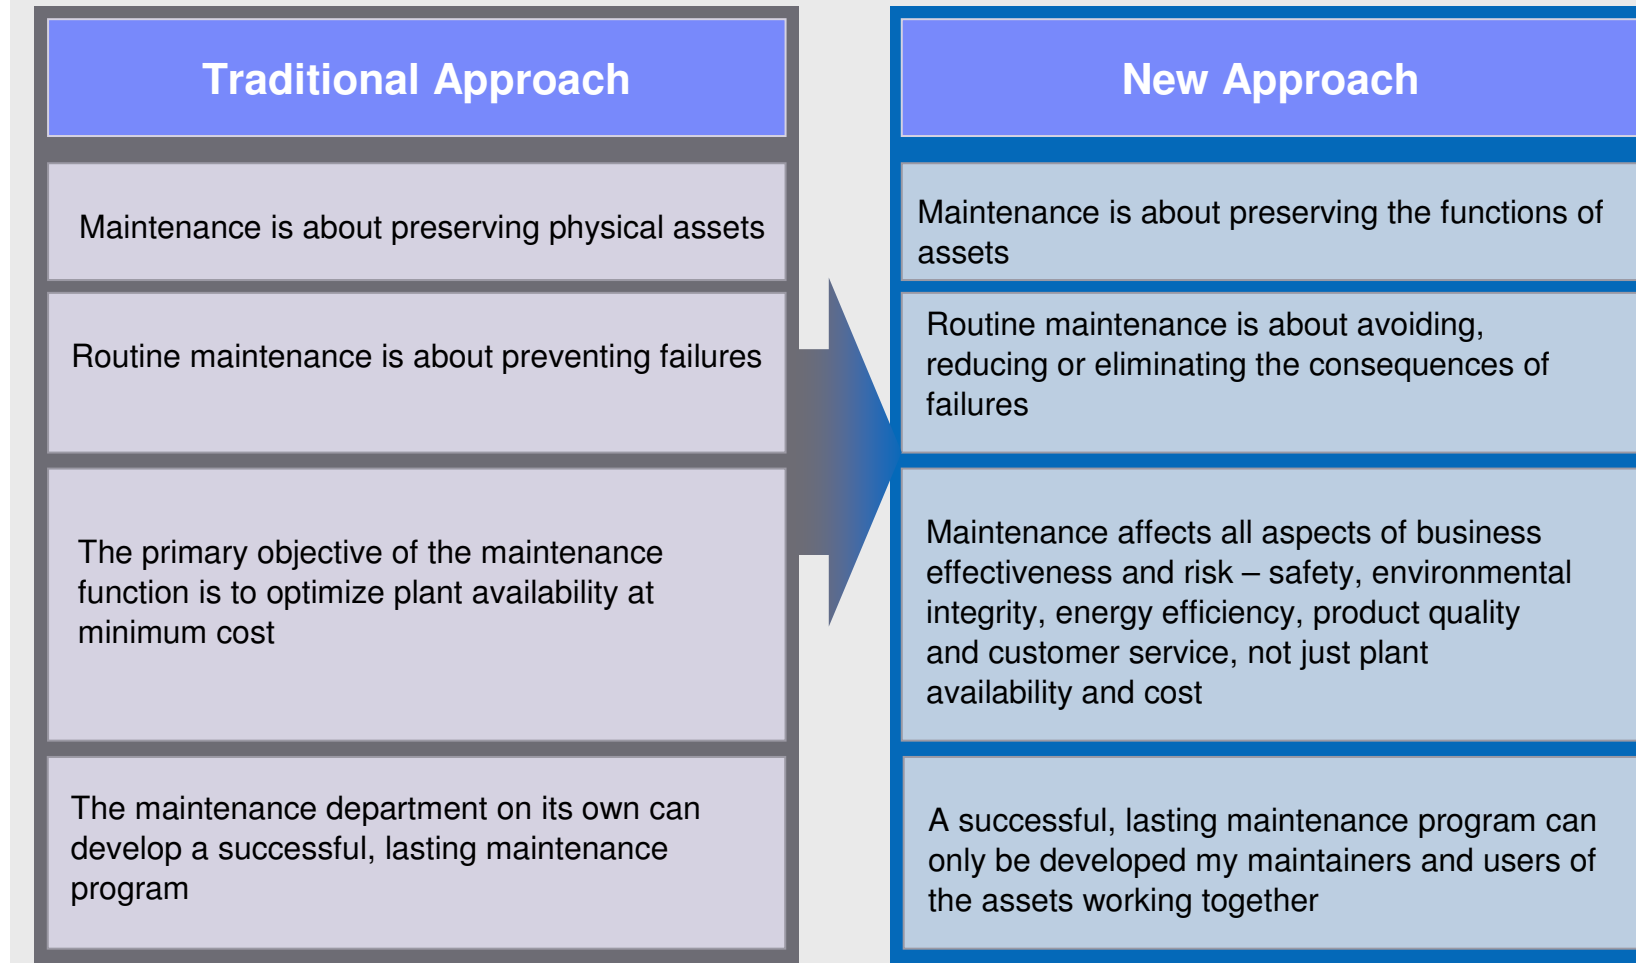 Traditional Approach
Maintenance is about preserving physical assets
Routine maintenance is about preventing failures
The primary objective of the maintenance
function is to optimize plant availability at
minimum cost
The maintenance department on its own can
develop a successful, lasting maintenance
program
New Approach
Maintenance is about preserving the functions of
assets
Routine maintenance is about avoiding,
reducing or eliminating the consequences of
failures
Maintenance affects all aspects of business
effectiveness and risk – safety, environmental
integrity, energy efficiency, product quality
and customer service, not just plant
availability and cost
A successful, lasting maintenance program can
only be developed my maintainers and users of
the assets working together